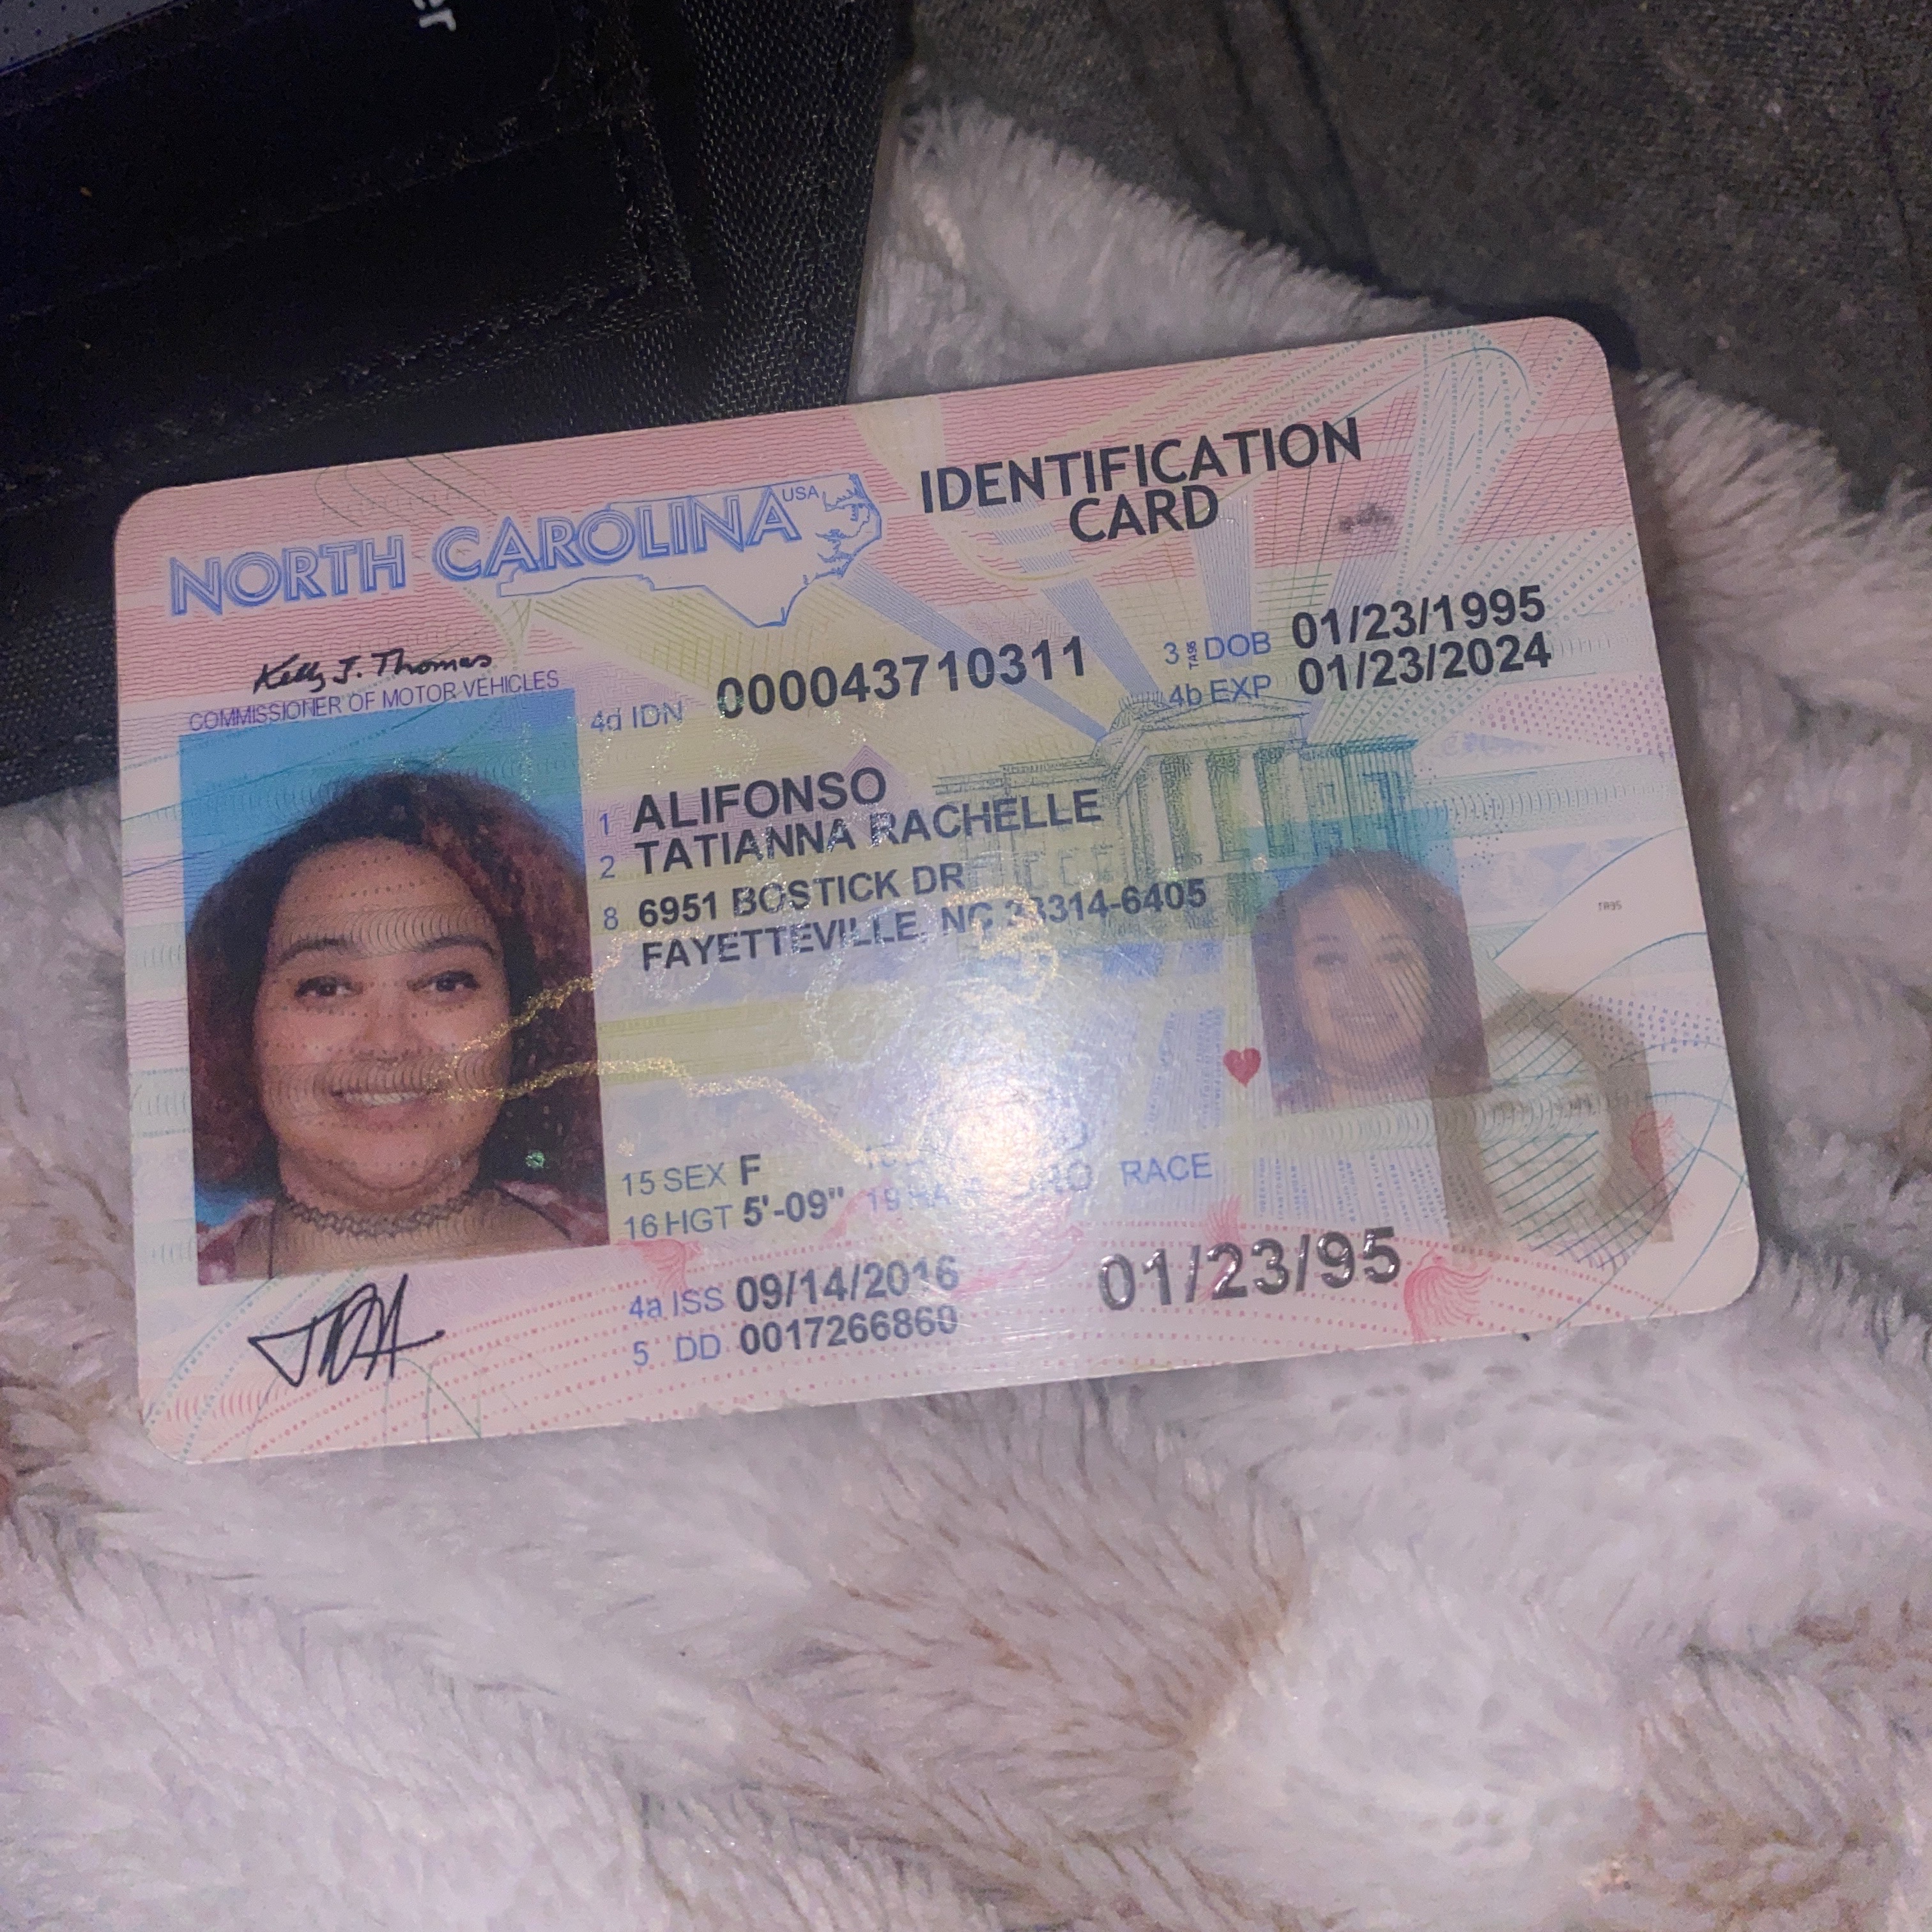 er
NORTH CAROLINA USA
IDENTIFICATION
CARD
Kelly J. Thomas
COMMISSIONER OF MOTOR VEHICLES
4d IDN 000043710311
3 DOB 01/23/1995
4b EXP 01/23/2024
1 ALIFONSO
2 TATIANNA RACHELLE
8 6951 BOSTICK DR
FAYETTEVILLE, NC 28314-6405
TR95
15 SEX F
16 HGT 5'-09" 19 RACE
4a ISS 09/14/2016
5 DD 0017266860
01/23/95